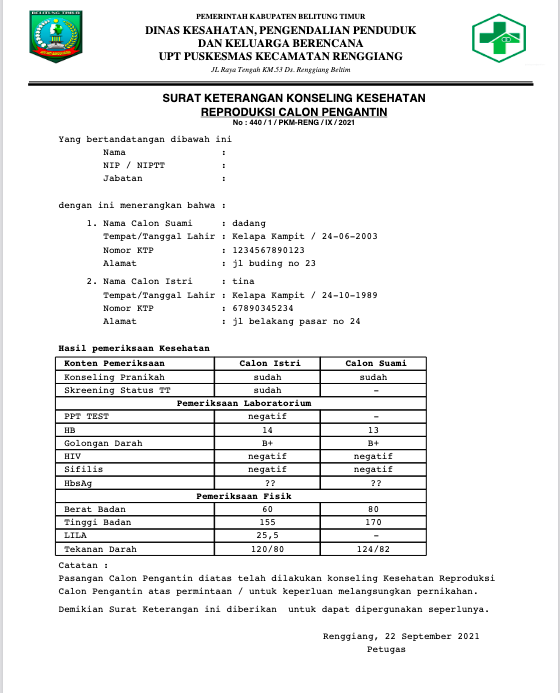 BELITUNG TIMUR
PEMERINTAH KABUPATEN BELITUNG TIMUR
DINAS KESAHATAN, PENGENDALIAN PENDUDUK
DAN KELUARGA BERENCANA
UPT PUSKESMAS KECAMATAN RENGGIANG
JL Raya Tengah KM.53 Ds. Renggiang Beltim
SURAT KETERANGAN KONSELING KESEHATAN
REPRODUKSI CALON PENGANTIN
No : 440 / 1 / PKM-RENG / IX / 2021
Yang bertandatangan dibawah ini
Nama :
NIP / NIPTT :
Jabatan :
dengan ini menerangkan bahwa :
1. Nama Calon Suami : dadang
Tempat/Tanggal Lahir : Kelapa Kampit / 24-06-2003
Nomor KTP : 1234567890123
Alamat : jl buding no 23
2. Nama Calon Istri : tina
Tempat/Tanggal Lahir : Kelapa Kampit / 24-10-1989
Nomor KTP : 67890345234
Alamat : jl belakang pasar no 24
Hasil pemeriksaan Kesehatan
Konten Pemeriksaan Calon Istri Calon Suami
Konseling Pranikah sudah sudah
Skreening Status TT sudah -
Pemeriksaan Laboratorium
PPT TEST negatif -
HB 14 13
Golongan Darah B+ B+
HIV negatif negatif
Sifilis negatif negatif
HbsAg ?? ??
Pemeriksaan Fisik
Berat Badan 60 80
Tinggi Badan 155 170
LILA 25,5 -
Tekanan Darah 120/80 124/82
Catatan :
Pasangan Calon Pengantin diatas telah dilakukan konseling Kesehatan Reproduksi
Calon Pengantin atas permintaan / untuk keperluan melangsungkan pernikahan.
Demikian Surat Keterangan ini diberikan untuk dapat dipergunakan seperlunya.
Renggiang, 22 September 2021
Petugas